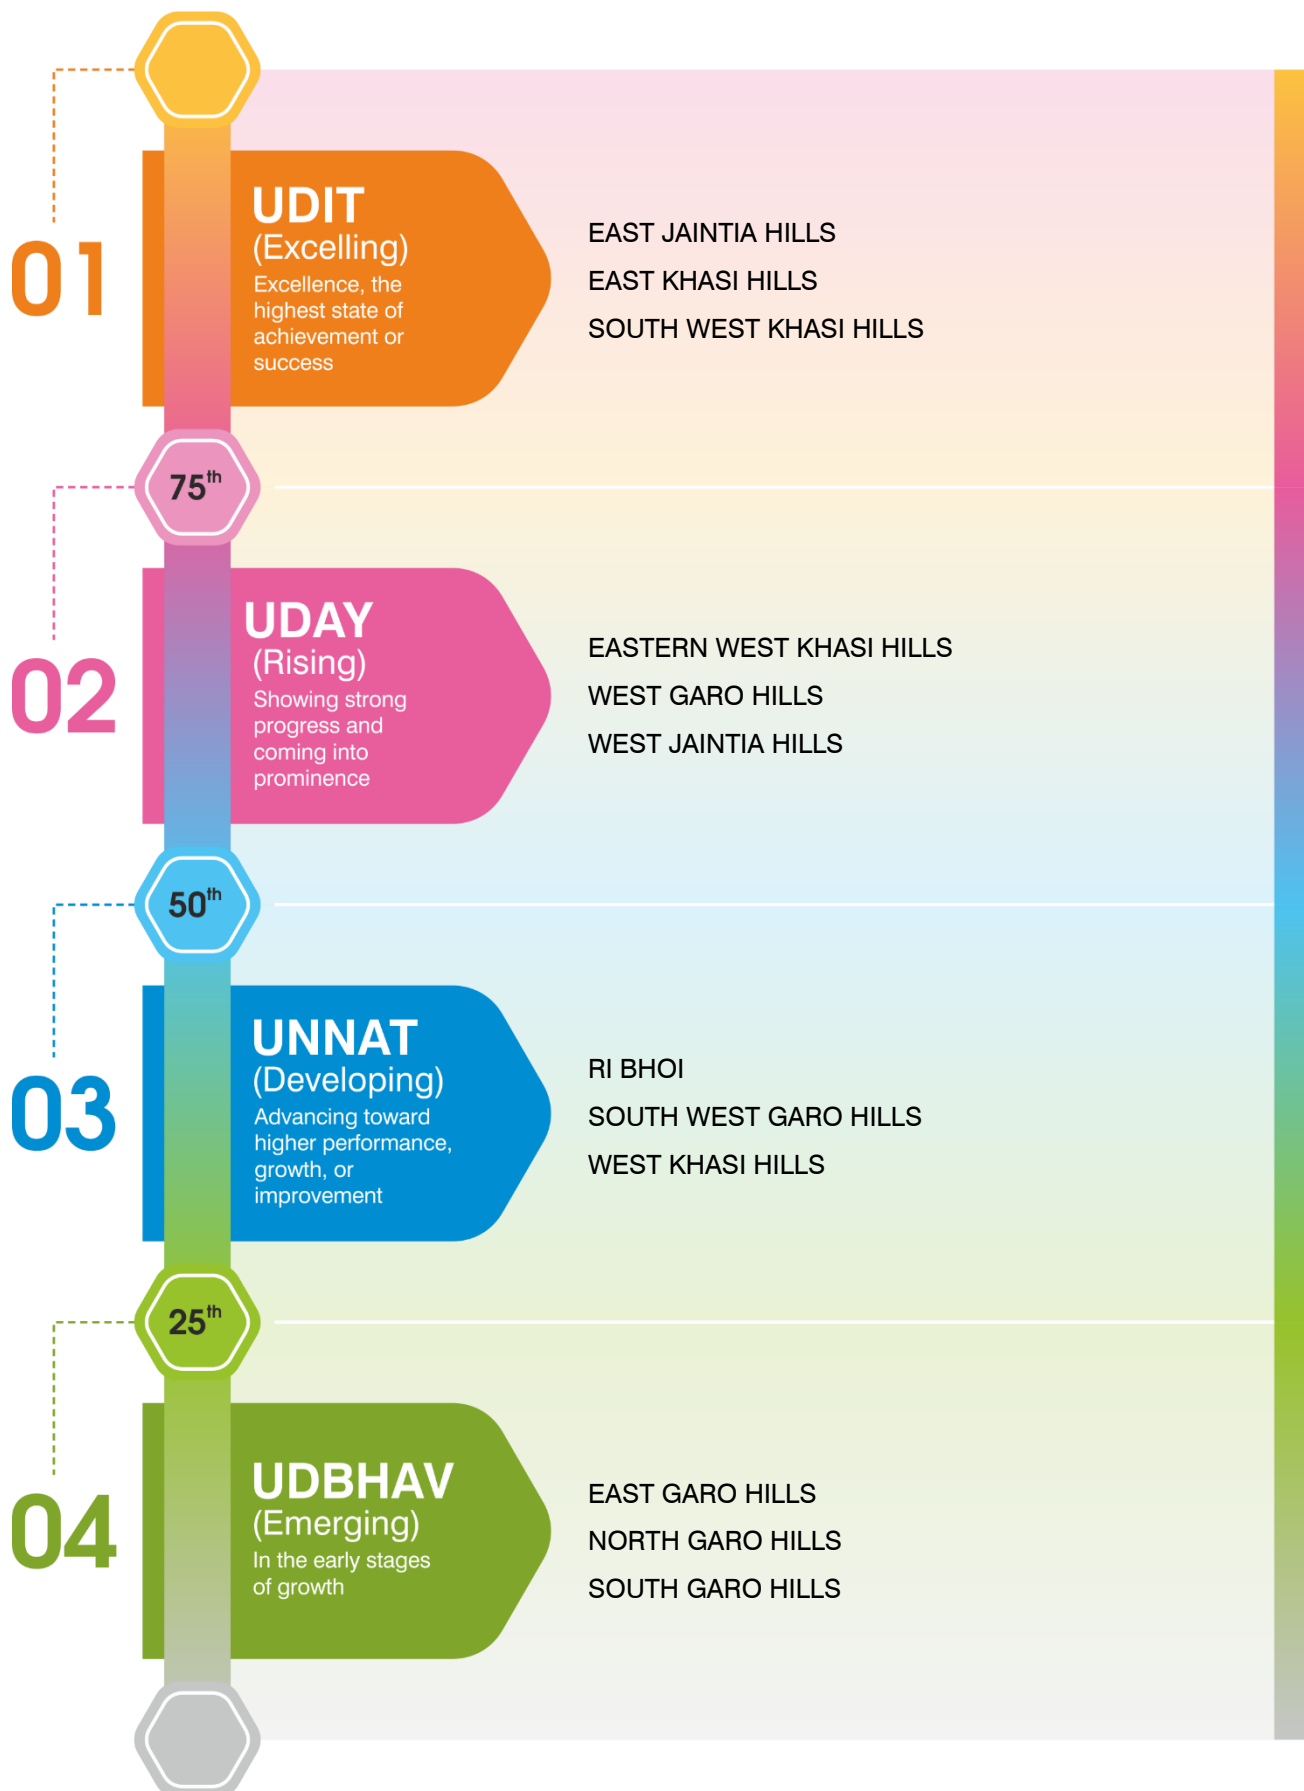 01
UDIT
(Excelling)
Excellence, the
highest state of
achievement or
success
EAST JAINTIA HILLS
EAST KHASI HILLS
SOUTH WEST KHASI HILLS
75th
02
UDAY
(Rising)
Showing strong
progress and
coming into
prominence
EASTERN WEST KHASI HILLS
WEST GARO HILLS
WEST JAINTIA HILLS
50th
03
UNNAT
(Developing)
Advancing toward
higher performance,
growth, or
improvement
RI BHOI
SOUTH WEST GARO HILLS
WEST KHASI HILLS
25th
04
UDBHAV
(Emerging)
In the early stages
of growth
EAST GARO HILLS
NORTH GARO HILLS
SOUTH GARO HILLS